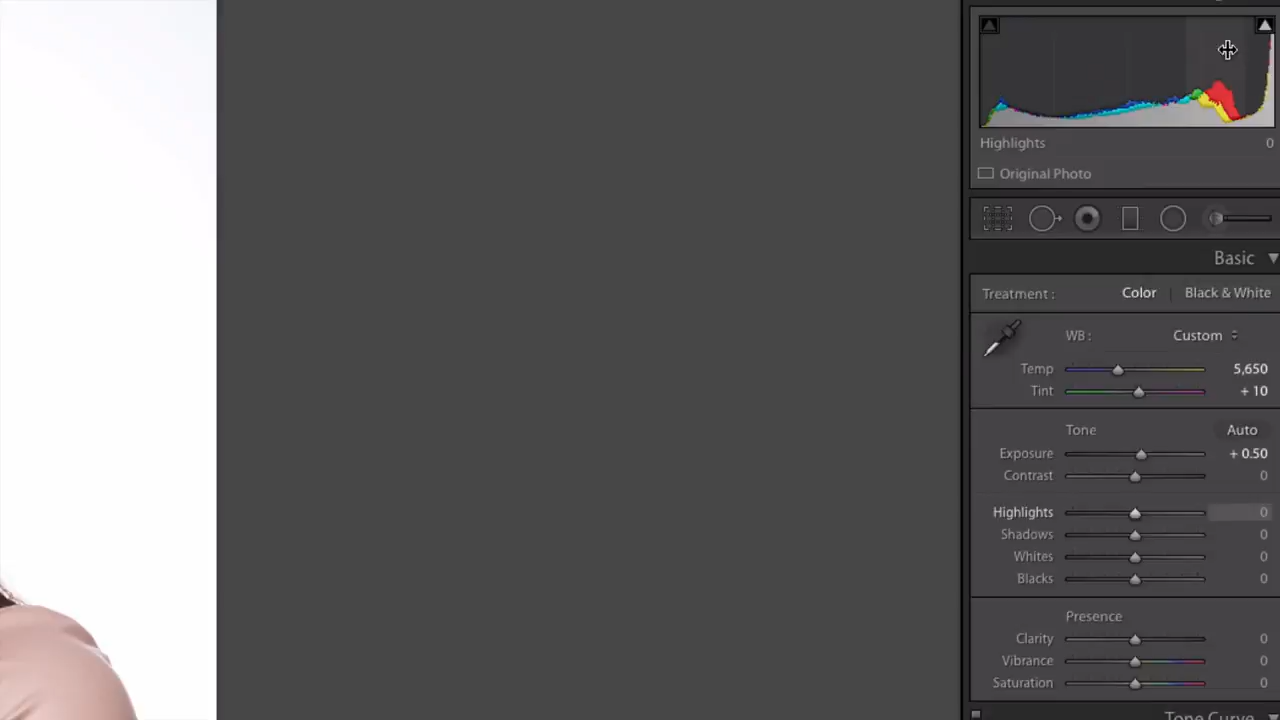 Highlights 0
Original Photo
Basic
Treatment : Color | Black & White
WB : Custom
Temp 5,650
Tint + 10
Tone Auto
Exposure + 0.50
Contrast 0
Highlights 0
Shadows 0
Whites 0
Blacks 0
Presence
Clarity 0
Vibrance 0
Saturation 0
Tone Curve